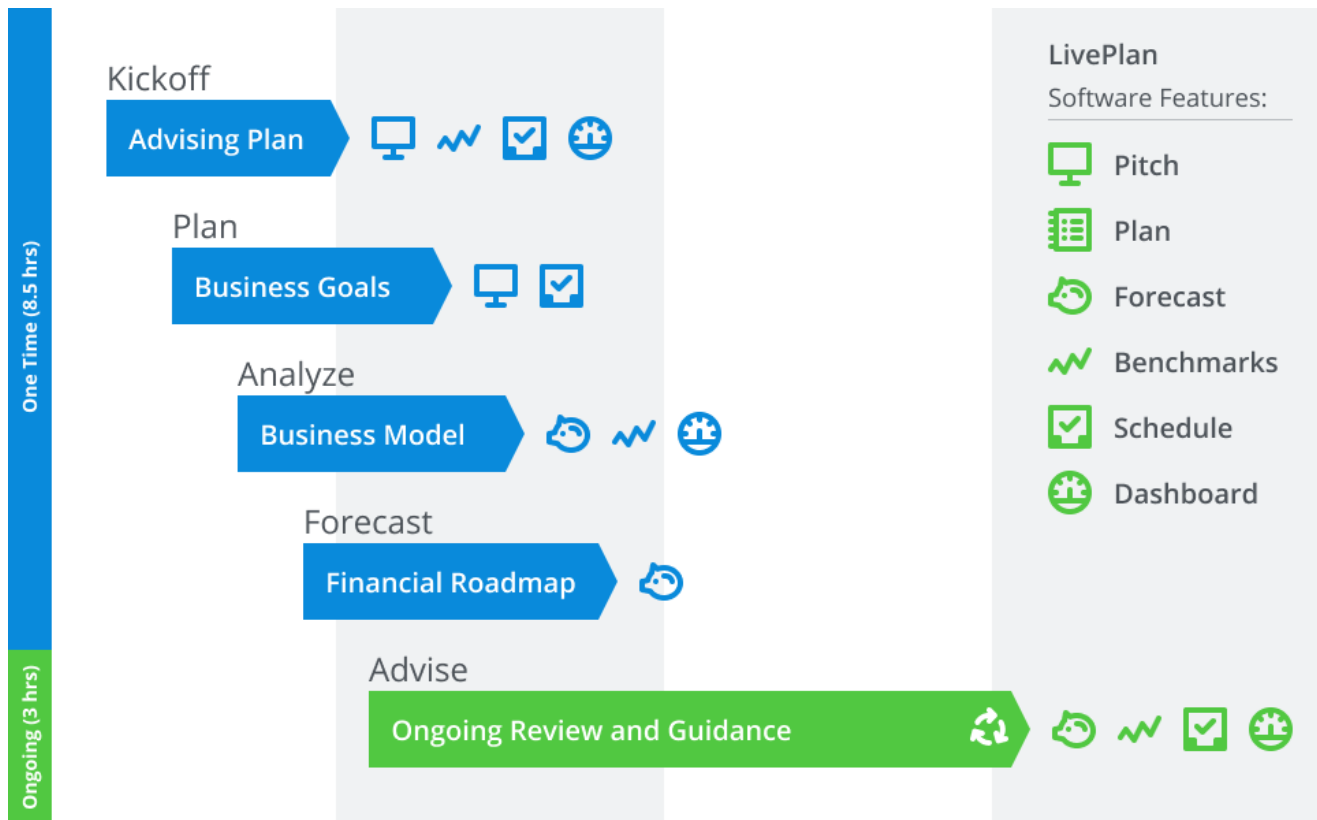 Kickoff
Advising Plan
Plan
Business Goals
Analyze
Business Model
Forecast
Financial Roadmap
Advise
Ongoing Review and Guidance
One Time (8.5 hrs)
Ongoing (3 hrs)
LivePlan
Software Features:
Pitch
Plan
Forecast
Benchmarks
Schedule
Dashboard